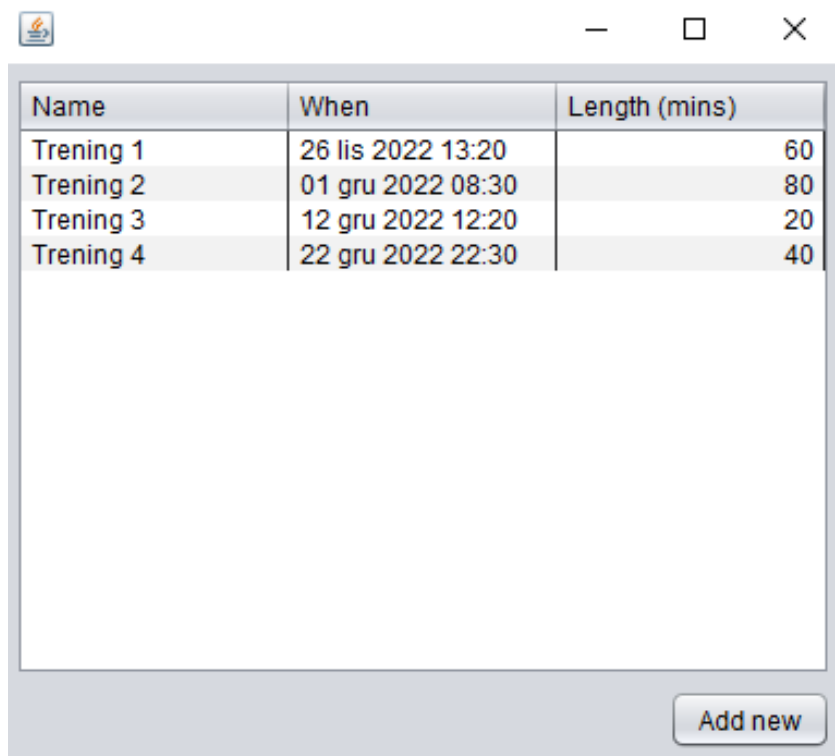 Name When Length (mins)
Trening 1 26 lis 2022 13:20 60
Trening 2 01 gru 2022 08:30 80
Trening 3 12 gru 2022 12:20 20
Trening 4 22 gru 2022 22:30 40
Add new